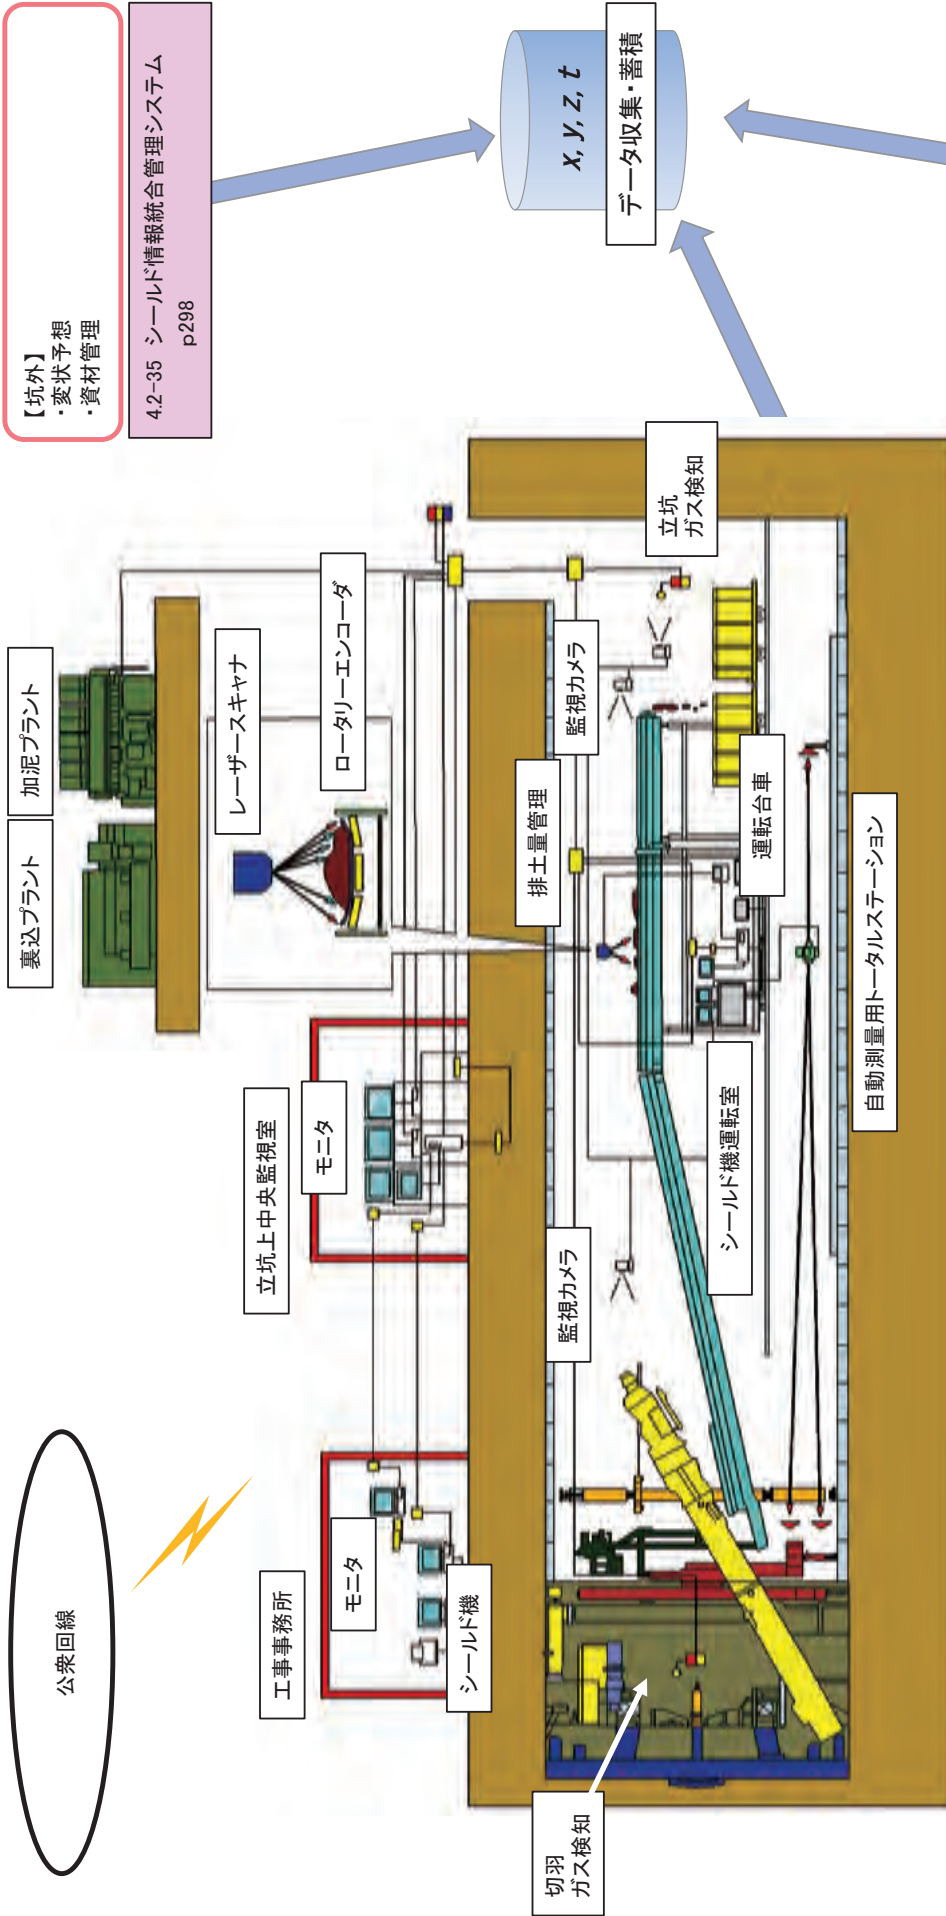 公衆回線
工事事務所
モニタ
シールド機
立坑上中央監視室
モニタ
裏込プラント
加泥プラント
レーザースキャナ
ロータリーエンコーダ
【坑外】
・変状予想
・資材管理
4.2-35 シールド情報統合管理システム
p298
x, y, z, t
データ収集・蓄積
切羽
ガス検知
監視カメラ
排土量管理
監視カメラ
立坑
ガス検知
シールド機運転室
運転台車
自動測量用トータルステーション